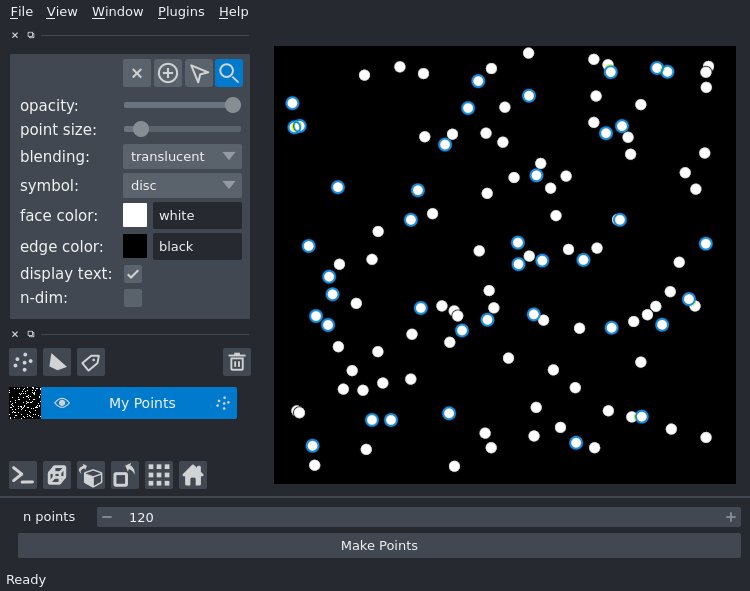 File View Window Plugins Help
opacity:
point size:
blending: translucent
symbol: disc
face color: white
edge color: black
display text:
n-dim:
My Points
n points 120
Make Points
Ready